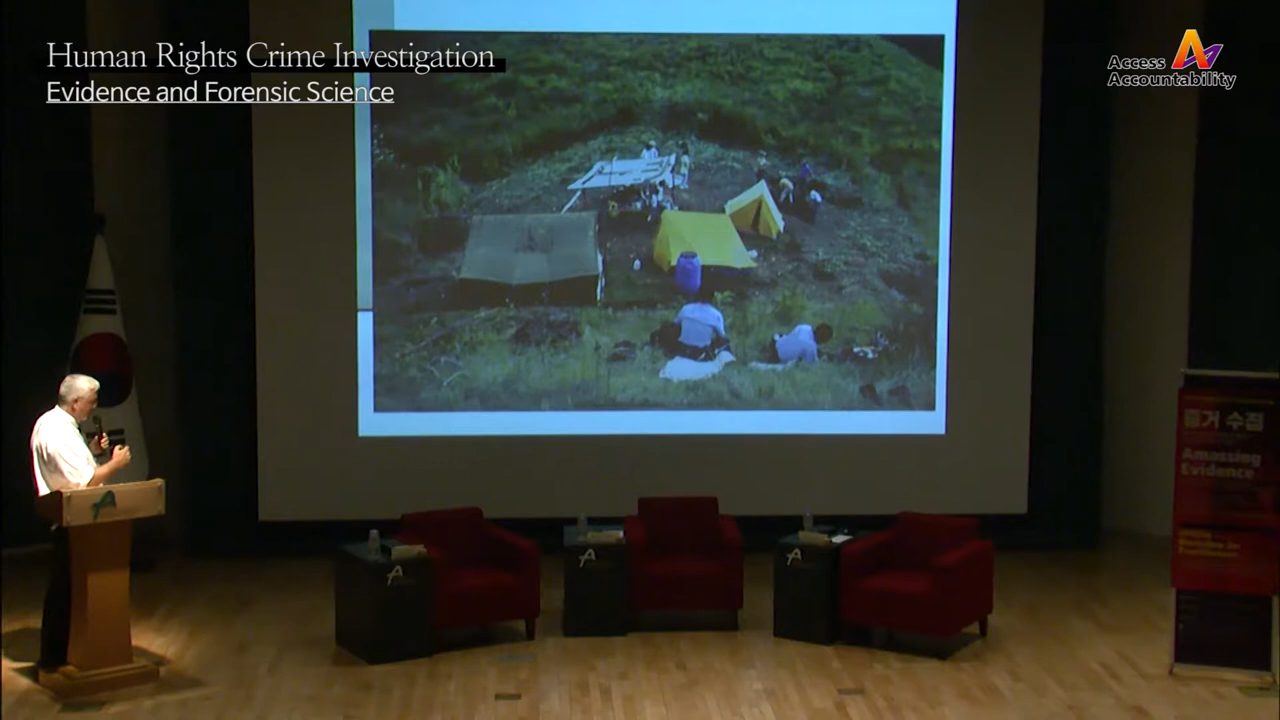 Human Rights Crime Investigation
Evidence and Forensic Science
Access
Accountability
증거 수집
Amassing
Evidence